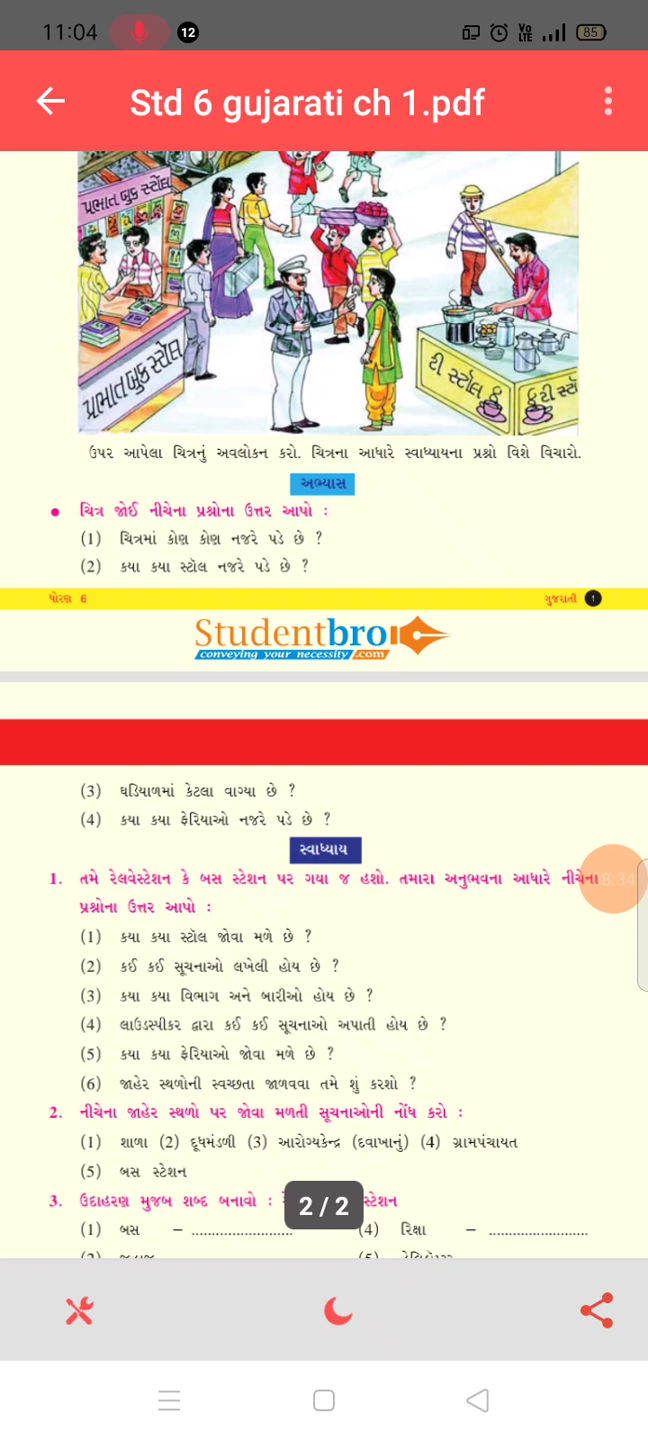 11:04
12
Vo
LTE
85
Std 6 gujarati ch 1.pdf
પ્રભાત બુક સ્ટોલ
પ્રભાત બુક સ્ટોલ
ટી સ્ટોલ
ટી સ્ટૉ
ઉપર આપેલા ચિત્રનું અવલોકન કરો. ચિત્રના આધારે સ્વાધ્યાયના પ્રશ્નો વિશે વિચારો.
અભ્યાસ
● ચિત્ર જોઈ નીચેના પ્રશ્નોના ઉત્તર આપો :
(1) ચિત્રમાં કોણ કોણ નજરે પડે છે ?
(2) કયા કયા સ્ટૉલ નજરે પડે છે ?
ધોરણ 6
ગુજરાતી 1
Studentbro
conveying your necessity .com
(3) ઘડિયાળમાં કેટલા વાગ્યા છે ?
(4) કયા કયા ફેરિયાઓ નજરે પડે છે ?
સ્વાધ્યાય
1. તમે રેલવેસ્ટેશન કે બસ સ્ટેશન પર ગયા જ હશો. તમારા અનુભવના આધારે નીચેના
8:34
પ્રશ્નોના ઉત્તર આપો :
(1) કયા કયા સ્ટૉલ જોવા મળે છે ?
(2) કઈ કઈ સૂચનાઓ લખેલી હોય છે ?
(3) કયા કયા વિભાગ અને બારીઓ હોય છે ?
(4) લાઉડસ્પીકર દ્વારા કઈ કઈ સૂચનાઓ અપાતી હોય છે ?
(5) કયા કયા ફેરિયાઓ જોવા મળે છે ?
(6) જાહેર સ્થળોની સ્વચ્છતા જાળવવા તમે શું કરશો ?
2. નીચેના જાહેર સ્થળો પર જોવા મળતી સૂચનાઓની નોંધ કરો :
(1) શાળા (2) દૂધમંડળી (3) આરોગ્યકેન્દ્ર (દવાખાનું) (4) ગ્રામપંચાયત
(5) બસ સ્ટેશન
3. ઉદાહરણ મુજબ શબ્દ બનાવો : સ્ટેશન
2 / 2
(1) બસ – ......................... (4) રિક્ષા – .........................